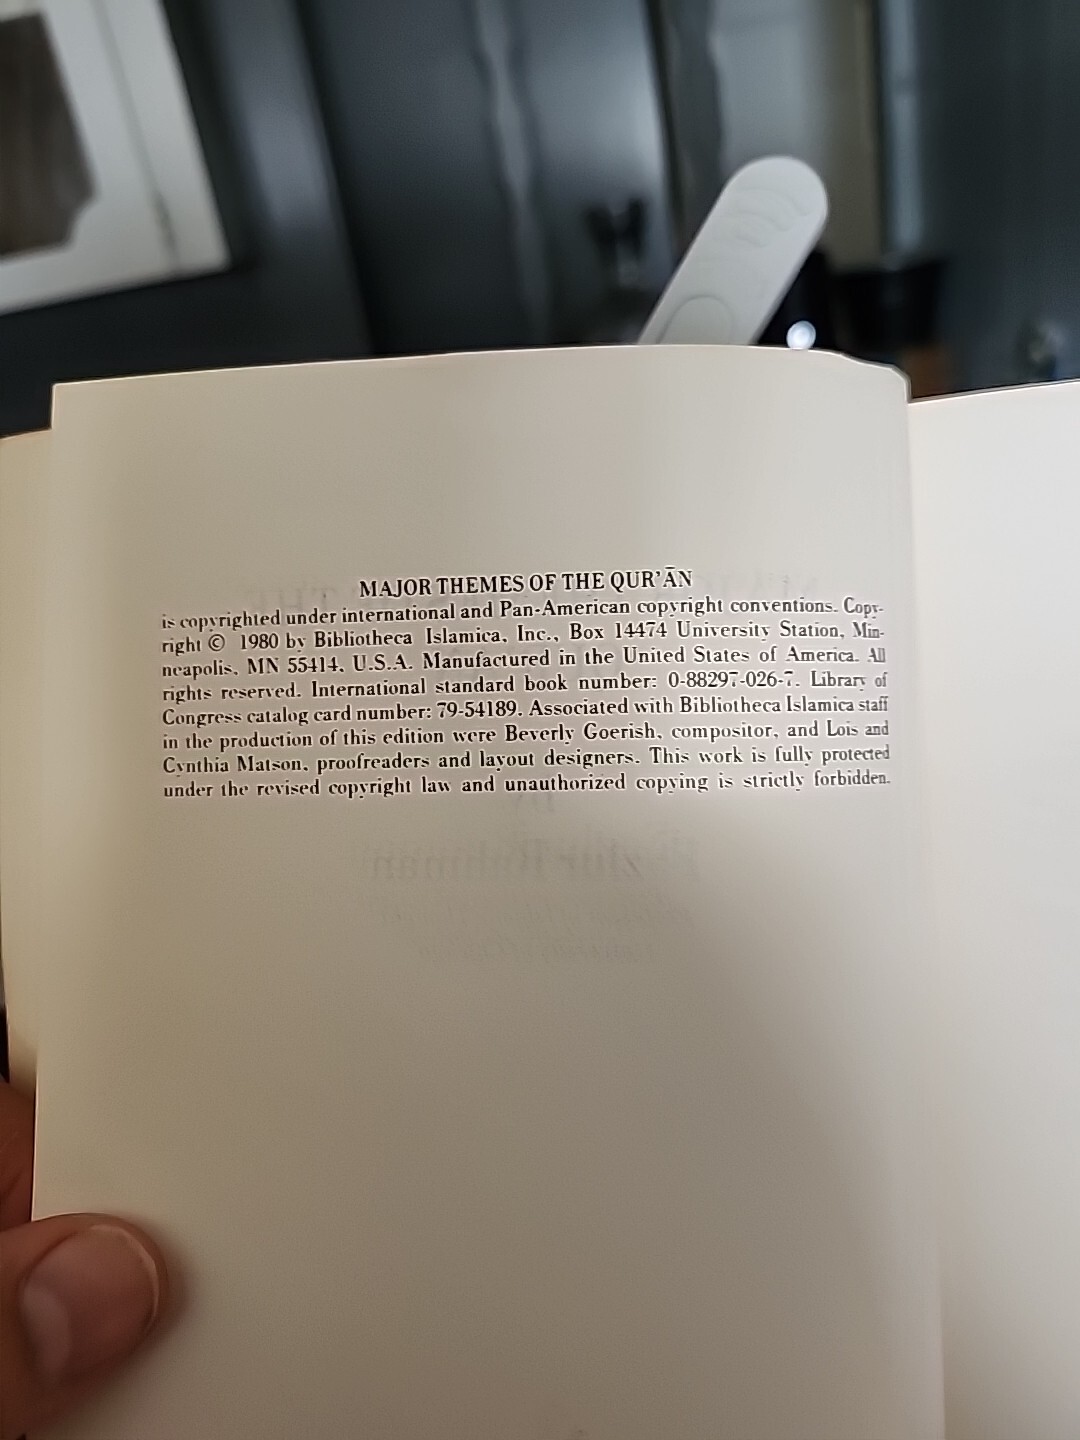 MAJOR THEMES OF THE QUR’ĀN
is copyrighted under international and Pan-American copyright conventions. Copy-
right © 1980 by Bibliotheca Islamica, Inc., Box 14474 University Station, Min-
neapolis, MN 55414, U.S.A. Manufactured in the United States of America. All
rights reserved. International standard book number: 0-88297-026-7. Library of
Congress catalog card number: 79-54189. Associated with Bibliotheca Islamica staff
in the production of this edition were Beverly Goerish, compositor, and Lois and
Cynthia Matson, proofreaders and layout designers. This work is fully protected
under the revised copyright law and unauthorized copying is strictly forbidden.